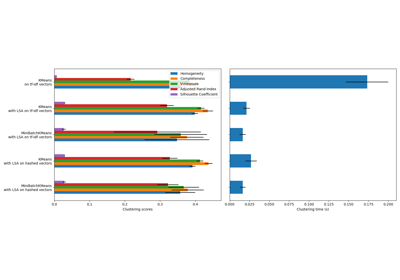 Homogeneity
Completeness
V-measure
Adjusted Rand-Index
Silhouette Coefficient
KMeans
on tf-idf vectors
KMeans
with LSA on tf-idf vectors
MiniBatchKMeans
with LSA on tf-idf vectors
KMeans
with LSA on hashed vectors
MiniBatchKMeans
with LSA on hashed vectors
0.0 0.1 0.2 0.3 0.4
Clustering scores
0.000 0.025 0.050 0.075 0.100 0.125 0.150 0.175 0.200
Clustering time (s)